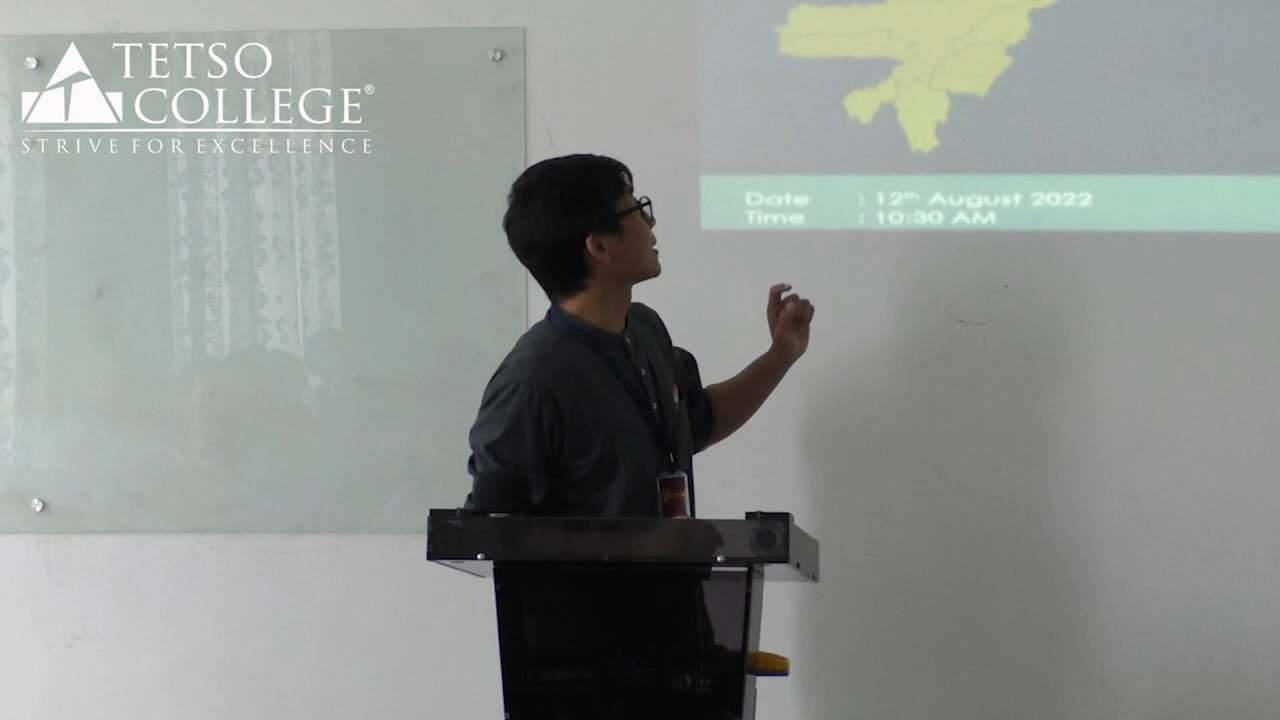 TETSO
COLLEGE®
STRIVE FOR EXCELLENCE
Date : 12th August 2022
Time : 10:30 AM